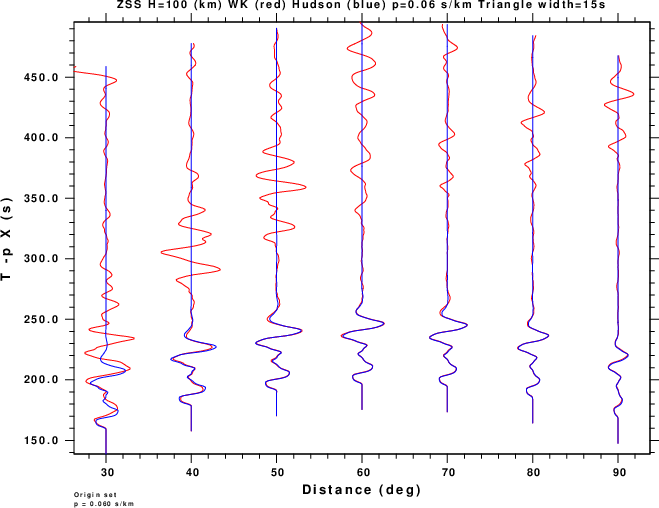 ZSS H=100 (km) WK (red) Hudson (blue) p=0.06 s/km Triangle width=15s
450.0
400.0
350.0
300.0
250.0
200.0
150.0
T -p X (s)
30 40 50 60 70 80 90
Distance (deg)
Origin set
p = 0.060 s/km